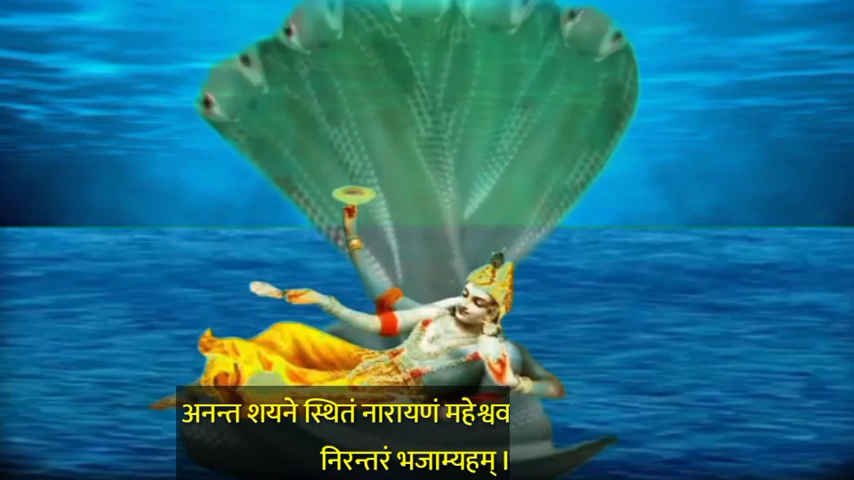 अनन्त शयने स्थितं नारायणं महेश्वव
निरन्तरं भजाम्यहम् ।